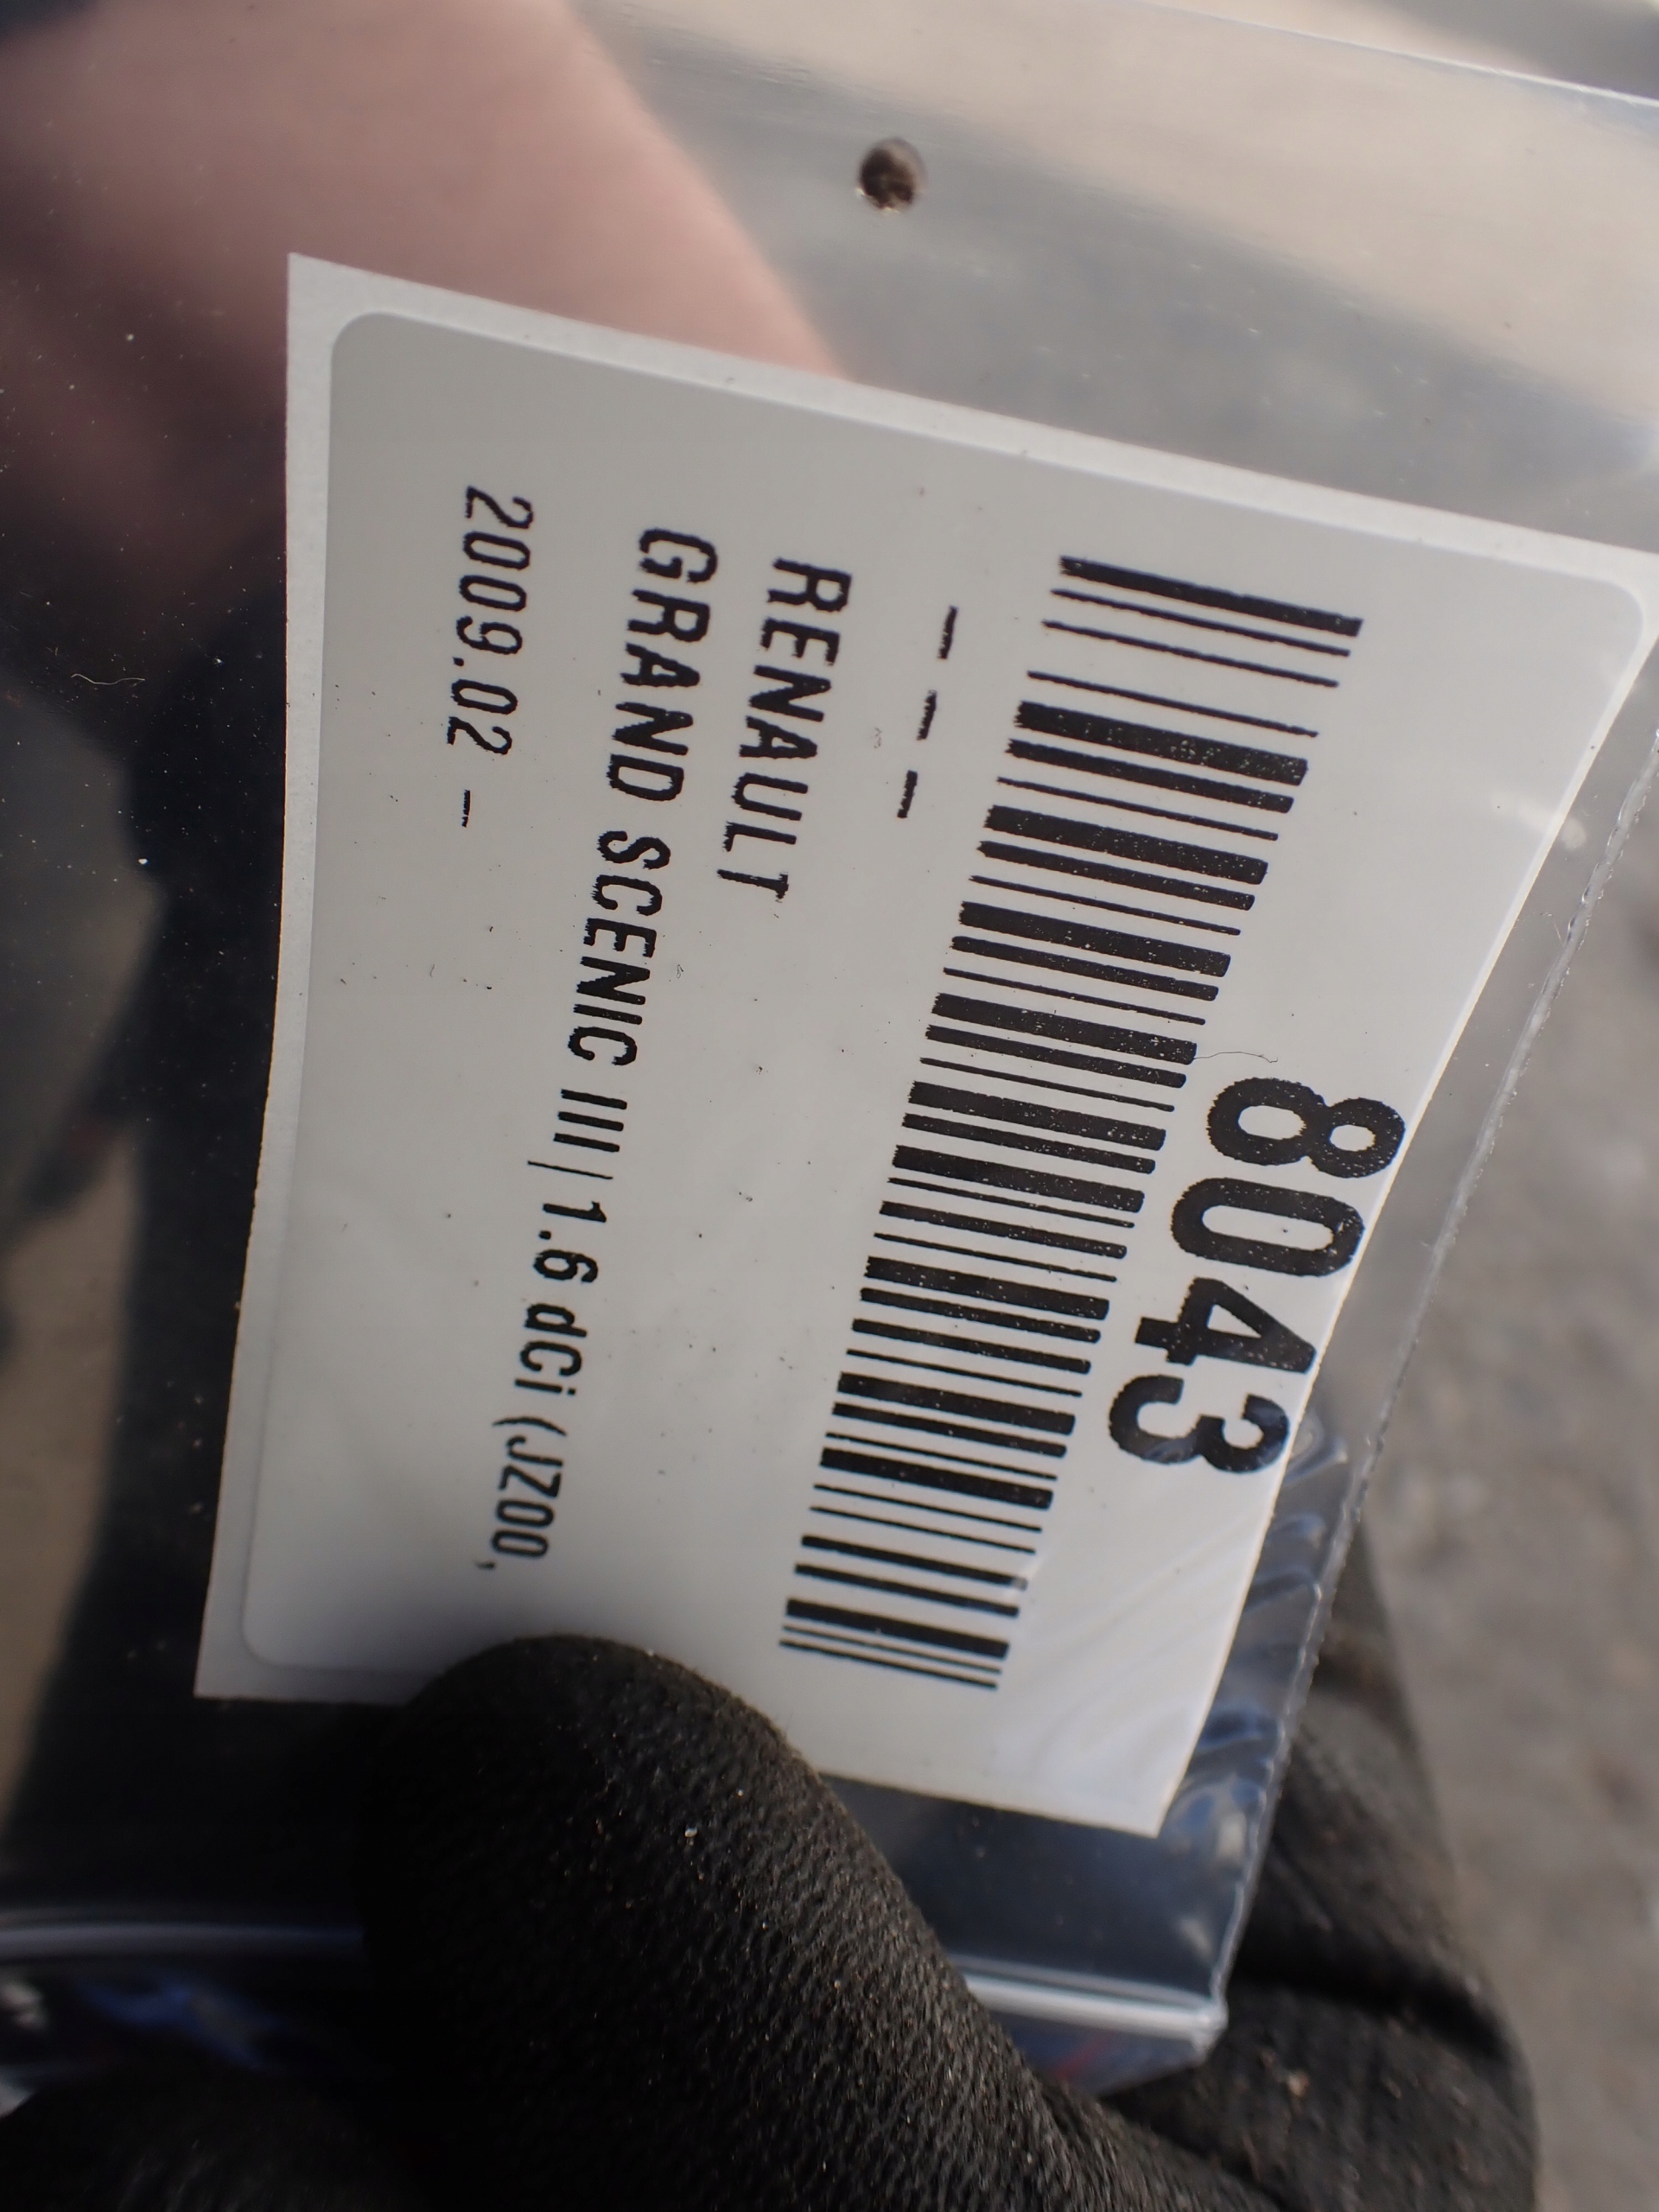 8043
– – –
RENAULT
GRAND SCENIC III | 1.6 dCi (JZ00,
2009.02 –